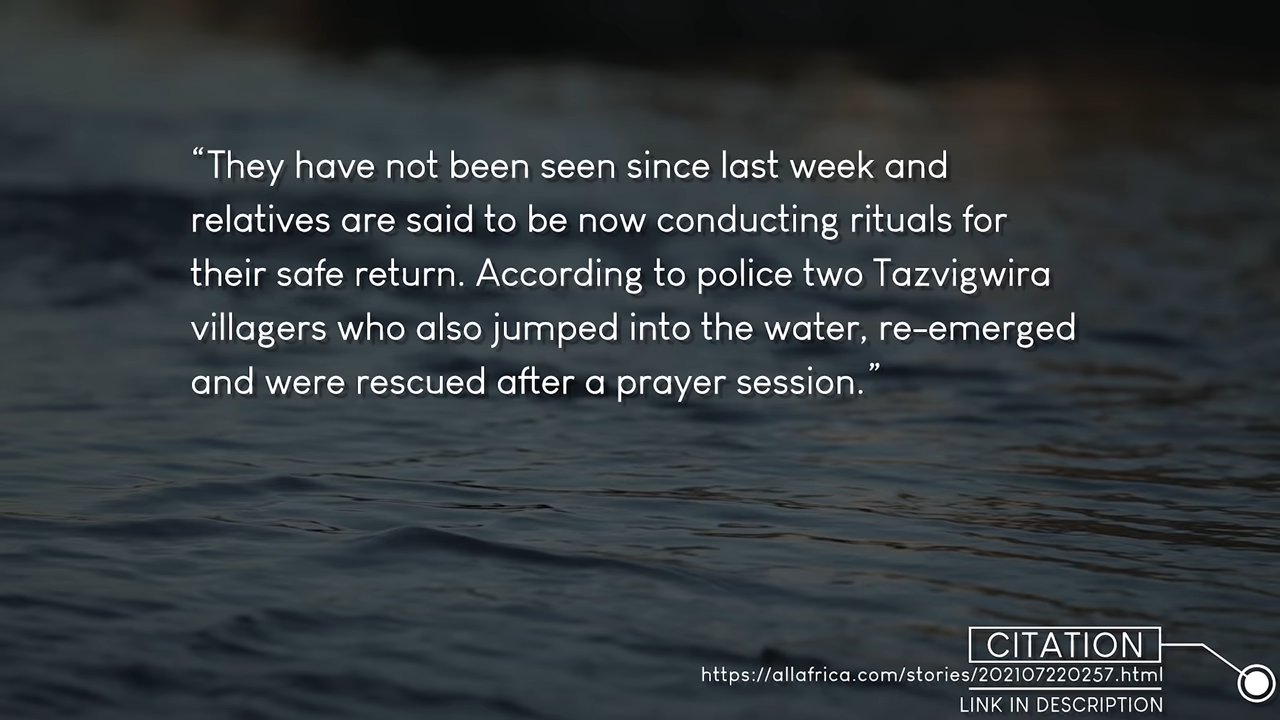 “They have not been seen since last week and
relatives are said to be now conducting rituals for
their safe return. According to police two Tazvigwira
villagers who also jumped into the water, re-emerged
and were rescued after a prayer session.”
CITATION
https://allafrica.com/stories/202107220257.html
LINK IN DESCRIPTION